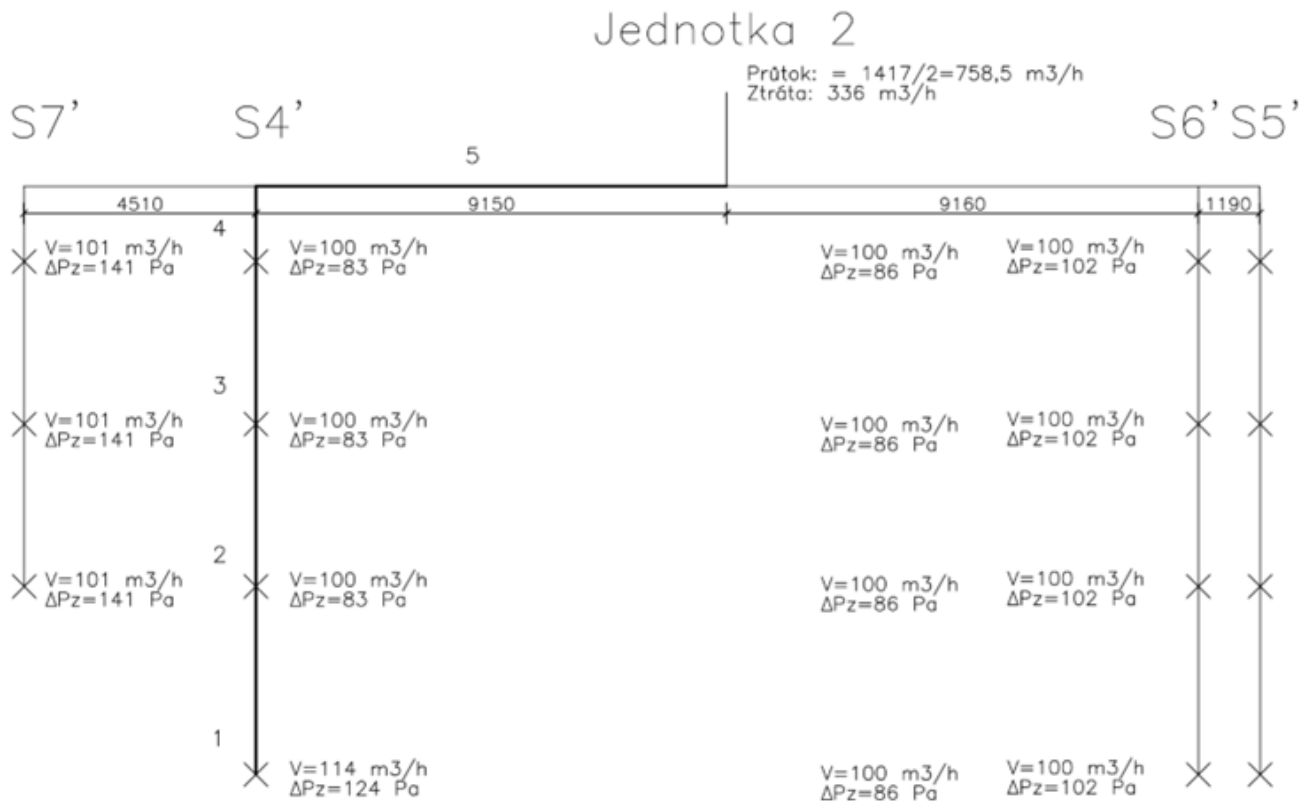 Jednotka 2
Průtok: = 1417/2=758,5 m3/h
Ztráta: 336 m3/h
S7' S4' S6' S5'
5
4510 9150 9160 1190
4
V=101 m3/h V=100 m3/h V=100 m3/h V=100 m3/h
ΔPz=141 Pa ΔPz=83 Pa ΔPz=86 Pa ΔPz=102 Pa
3
V=101 m3/h V=100 m3/h V=100 m3/h V=100 m3/h
ΔPz=141 Pa ΔPz=83 Pa ΔPz=86 Pa ΔPz=102 Pa
2
V=101 m3/h V=100 m3/h V=100 m3/h V=100 m3/h
ΔPz=141 Pa ΔPz=83 Pa ΔPz=86 Pa ΔPz=102 Pa
1
V=114 m3/h V=100 m3/h V=100 m3/h
ΔPz=124 Pa ΔPz=86 Pa ΔPz=102 Pa